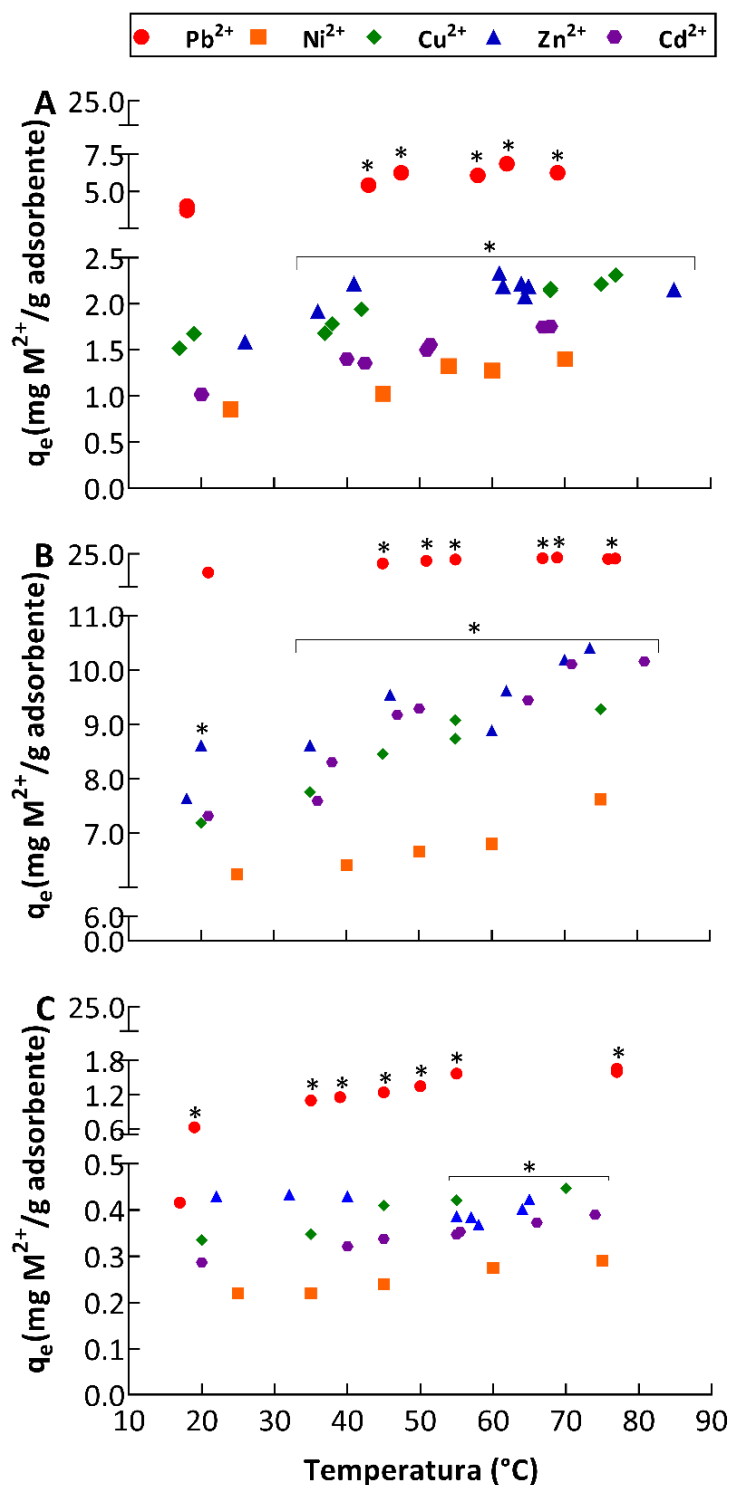 Pb2+ Ni2+ Cu2+ Zn2+ Cd2+
A
25.0
7.5
5.0
2.5
2.0
1.5
1.0
0.5
0.0
qe(mg M2+/g adsorbente)
* * * * *
*
B
25.0
11.0
10.0
9.0
8.0
7.0
6.0
0.0
qe(mg M2+/g adsorbente)
* * * * * *
*
*
C
25.0
1.8
1.2
0.6
0.5
0.4
0.3
0.2
0.1
0.0
qe(mg M2+/g adsorbente)
* * * * * * *
*
10 20 30 40 50 60 70 80 90
Temperatura (°C)